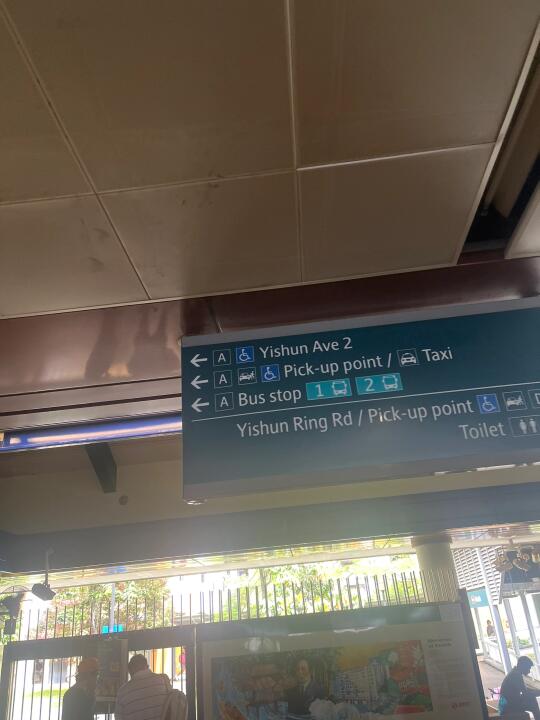 ← A Yishun Ave 2
← A Pick-up point / Taxi
← A Bus stop 1 2
Yishun Ring Rd / Pick-up point
Toilet